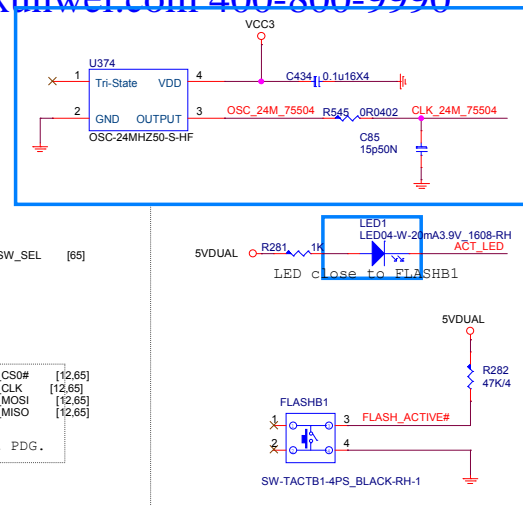 kunwei.com 400-800-9990
VCC3
U374
1 Tri-State VDD 4
C434 0.1u16X4
2 GND OUTPUT 3
OSC_24M_75504 R545 0R0402 CLK_24M_75504
OSC-24MHZ50-S-HF
C85
15p50N
LED1
LED04-W-20mA3.9V_1608-RH
SW_SEL [65]
5VDUAL R281 1K ACT_LED
LED close to FLASHB1
5VDUAL
R282
47K/4
CS0# [12,65]
CLK [12,65]
MOSI [12,65]
MISO [12,65]
PDG.
FLASHB1
1 3 FLASH_ACTIVE#
2 4
SW-TACTB1-4PS_BLACK-RH-1